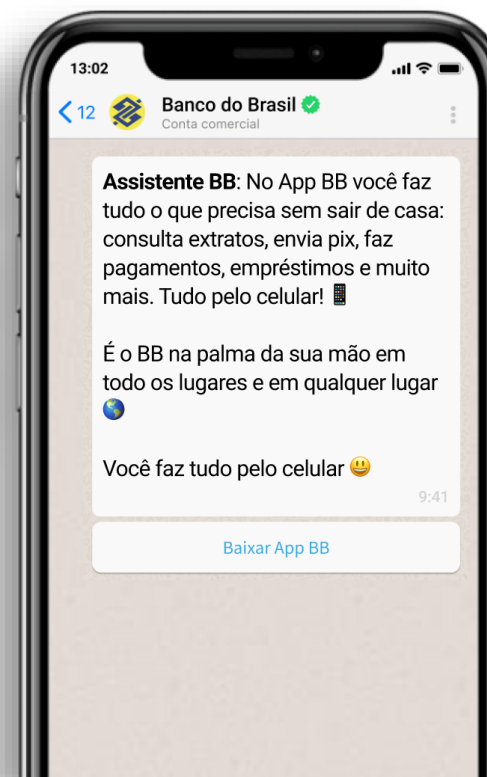 13:02
12
Banco do Brasil
Conta comercial
Assistente BB: No App BB você faz
tudo o que precisa sem sair de casa:
consulta extratos, envia pix, faz
pagamentos, empréstimos e muito
mais. Tudo pelo celular! 📱
É o BB na palma da sua mão em
todo os lugares e em qualquer lugar
🌎
Você faz tudo pelo celular 😃
9:41
Baixar App BB